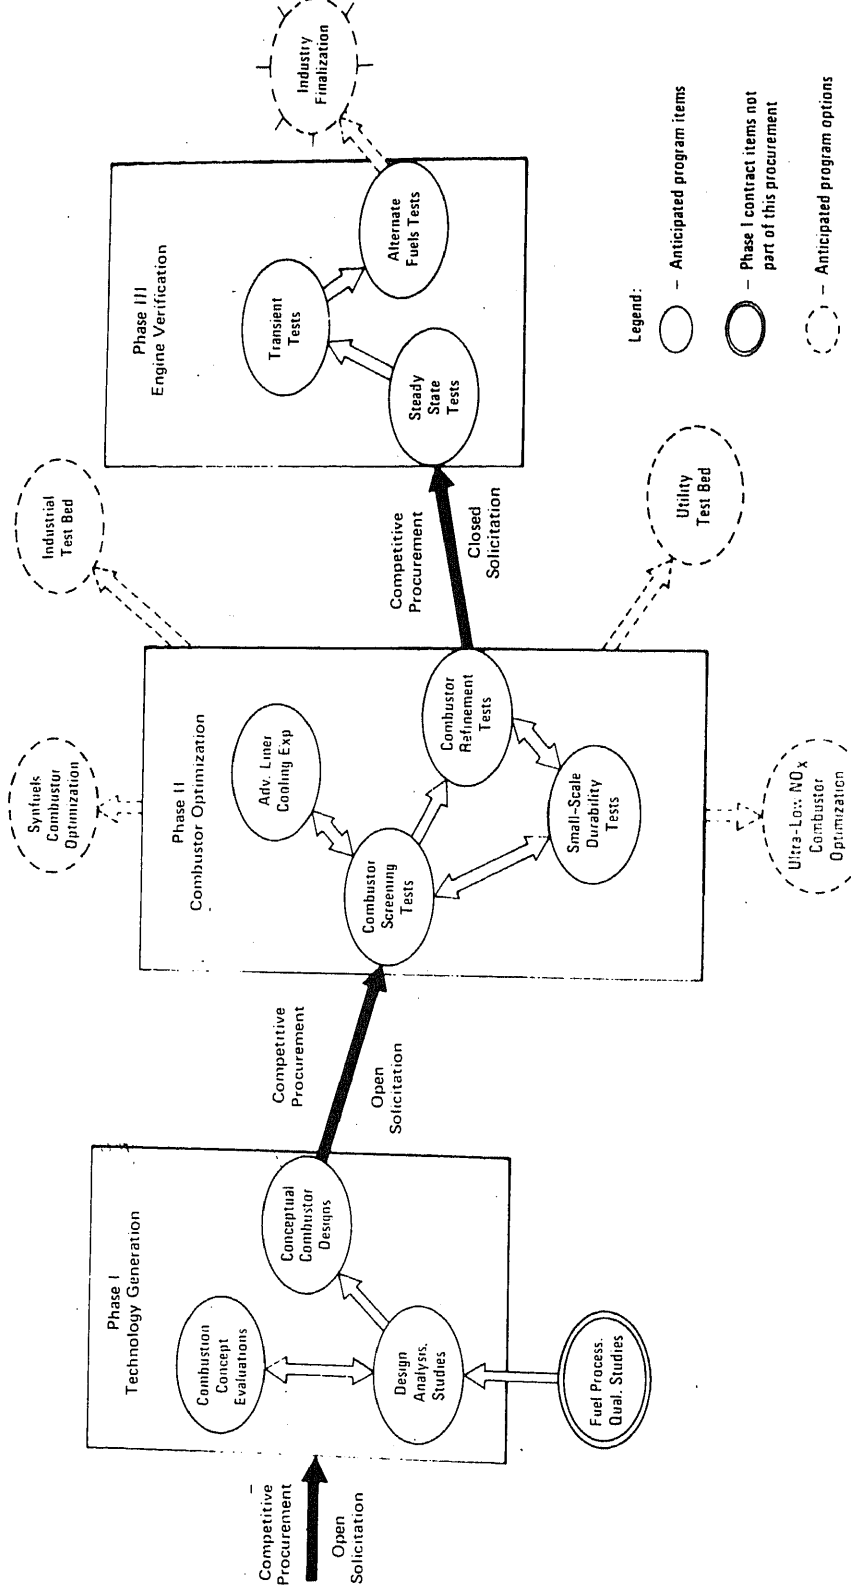 Competitive
Procurement
Open
Solicitation
Phase I
Technology Generation
Combustion
Concept
Evaluations
Design
Analysis.
Studies
Conceptual
Combustor
Designs
Fuel Process.
Qual. Studies
Competitive
Procurement
Open
Solicitation
Phase II
Combustor Optimization
Adv. Liner
Cooling Exp
Combustor
Screening
Tests
Combustor
Refinement
Tests
Small-Scale
Durability
Tests
Synfuels
Combustor
Optimization
Industrial
Test Bed
Ultra-Low NOx
Combustor
Optimization
Utility
Test Bed
Competitive
Procurement
Closed
Solicitation
Phase III
Engine Verification
Transient
Tests
Steady
State
Tests
Alternate
Fuels Tests
Industry
Finalization
Legend:
– Anticipated program items
– Phase I contract items not
part of this procurement
– Anticipated program options